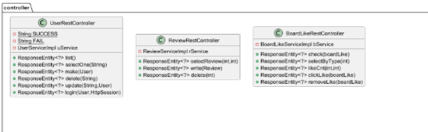 controller
C UserRestController
String SUCCESS
String FAIL
UserServiceImpl uService
ResponseEntity<?> list()
ResponseEntity<?> selectOne(String)
ResponseEntity<?> make(User)
ResponseEntity<?> delete(String)
ResponseEntity<?> update(String,User)
ResponseEntity<?> login(User,HttpSession)
C ReviewRestController
ReviewServiceImpl rService
ResponseEntity<?> selectReview(int,int)
ResponseEntity<?> write(Review)
ResponseEntity<?> delete(int)
C BoardLikeRestController
BoardLikeServiceImpl bService
ResponseEntity<?> check(boardLike)
ResponseEntity<?> selectByType(int)
ResponseEntity<?> likeCnt(int,int)
ResponseEntity<?> clickLike(boardLike)
ResponseEntity<?> removeLike(boardLike)